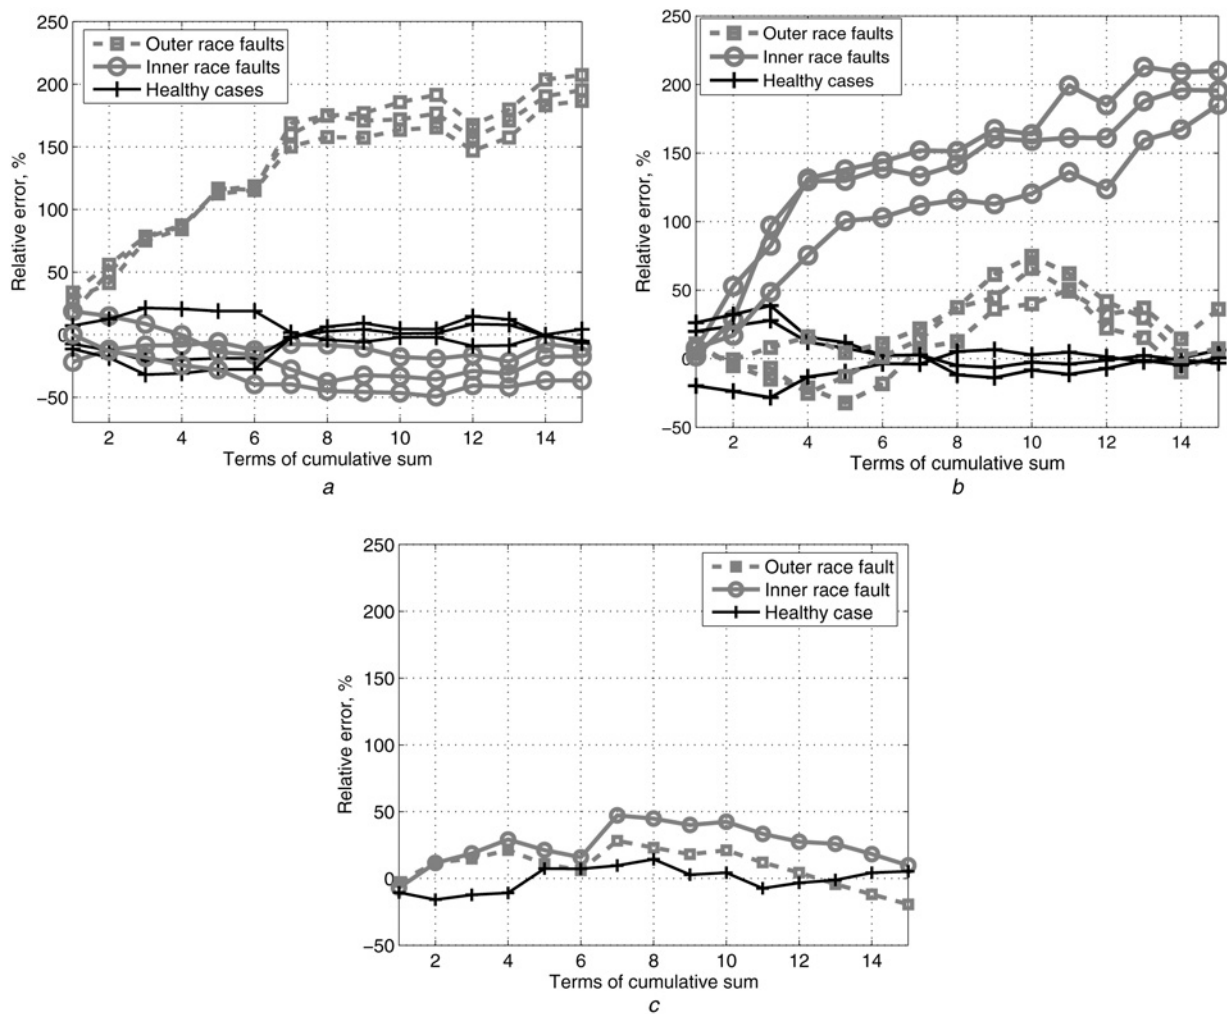 250
200
150
100
50
0
−50
Relative error, %
Outer race faults
Inner race faults
Healthy cases
2 4 6 8 10 12 14
Terms of cumulative sum
a
250
200
150
100
50
0
−50
Relative error, %
Outer race faults
Inner race faults
Healthy cases
2 4 6 8 10 12 14
Terms of cumulative sum
b
250
200
150
100
50
0
−50
Relative error, %
Outer race fault
Inner race fault
Healthy case
2 4 6 8 10 12 14
Terms of cumulative sum
c